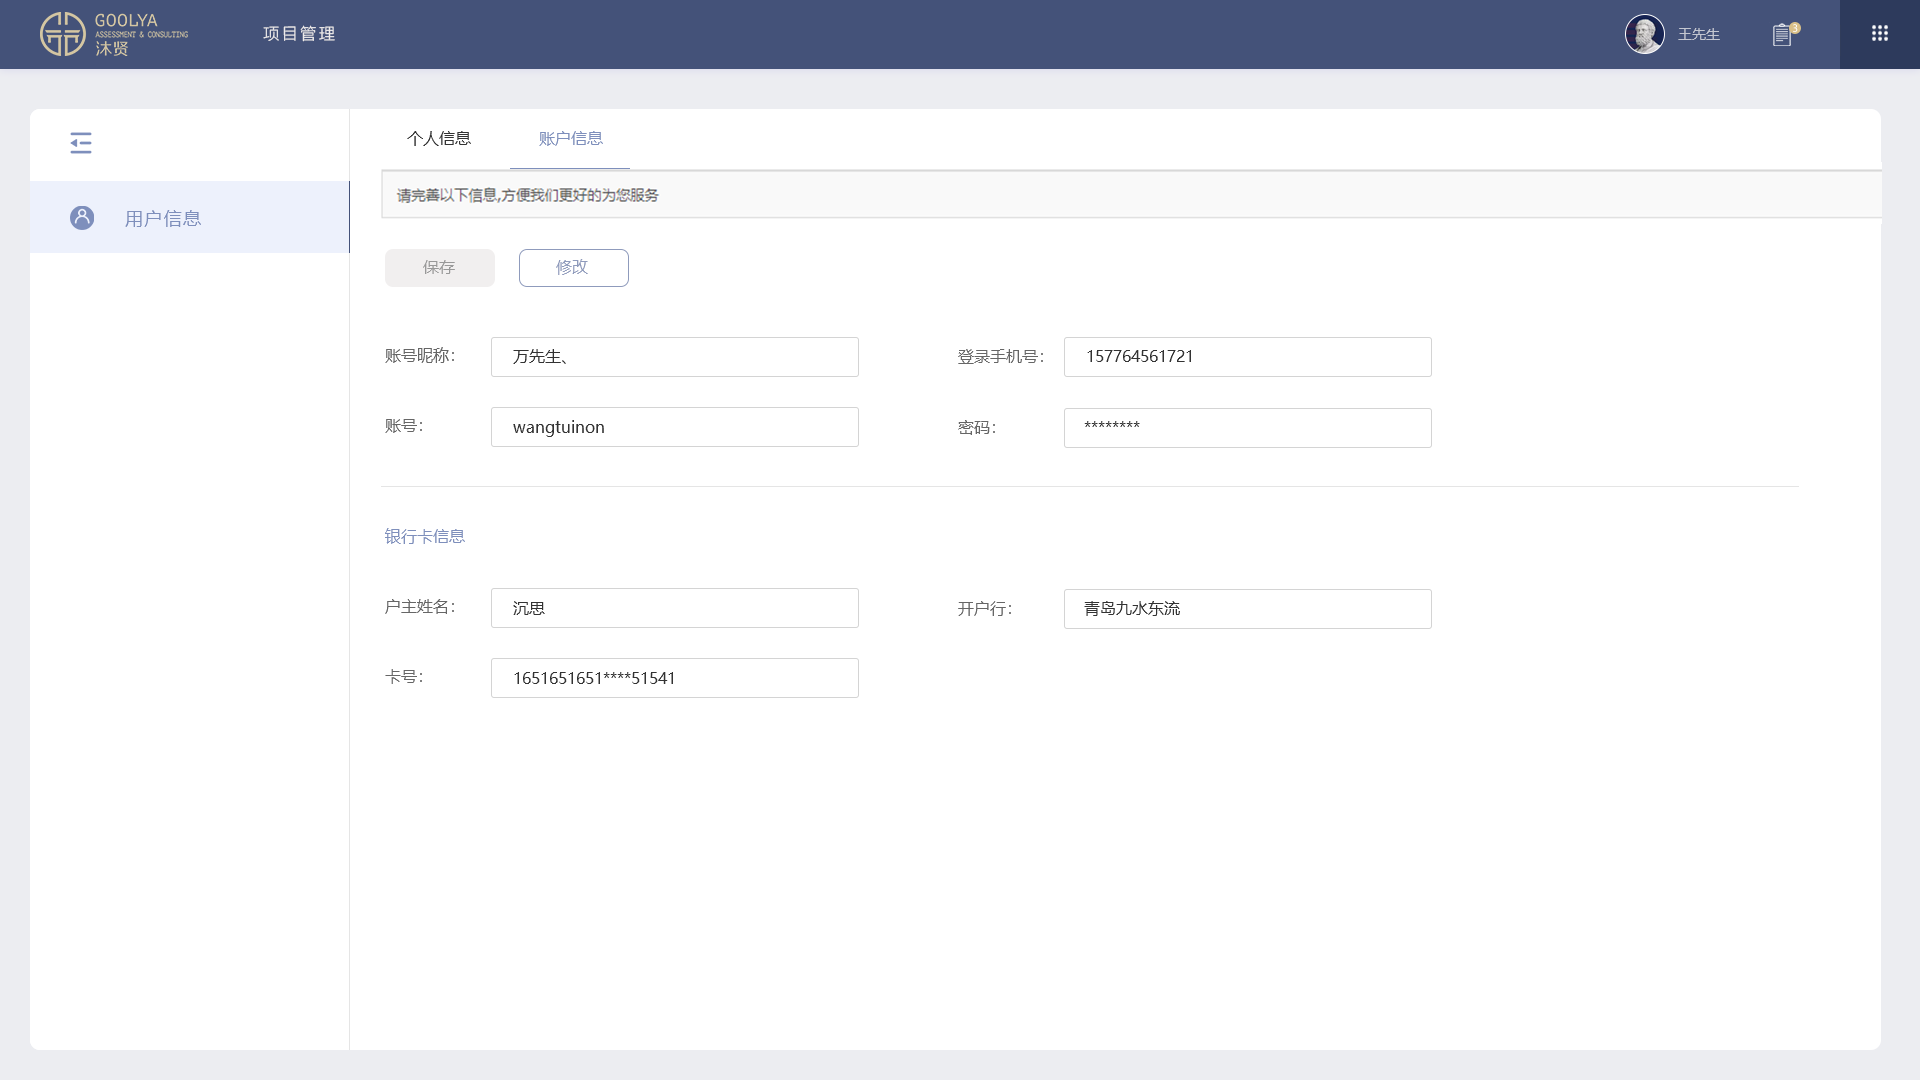 GOOLYA
ASSESSMENT & CONSULTING
沐贤
项目管理
王先生
3
用户信息
个人信息 账户信息
请完善以下信息,方便我们更好的为您服务
保存 修改
账号昵称: 万先生、 登录手机号: 157764561721
账号: wangtuinon 密码: ********
银行卡信息
户主姓名: 沉思 开户行: 青岛九水东流
卡号: 1651651651****51541